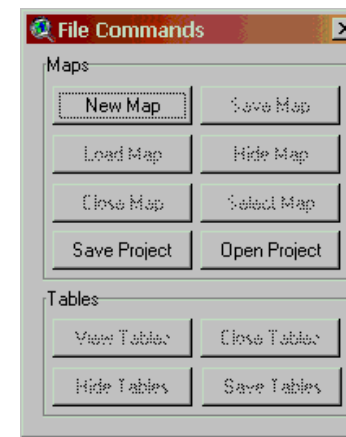 File Commands
Maps
New Map Save Map
Load Map Hide Map
Close Map Select Map
Save Project Open Project
Tables
View Tables Close Tables
Hide Tables Save Tables